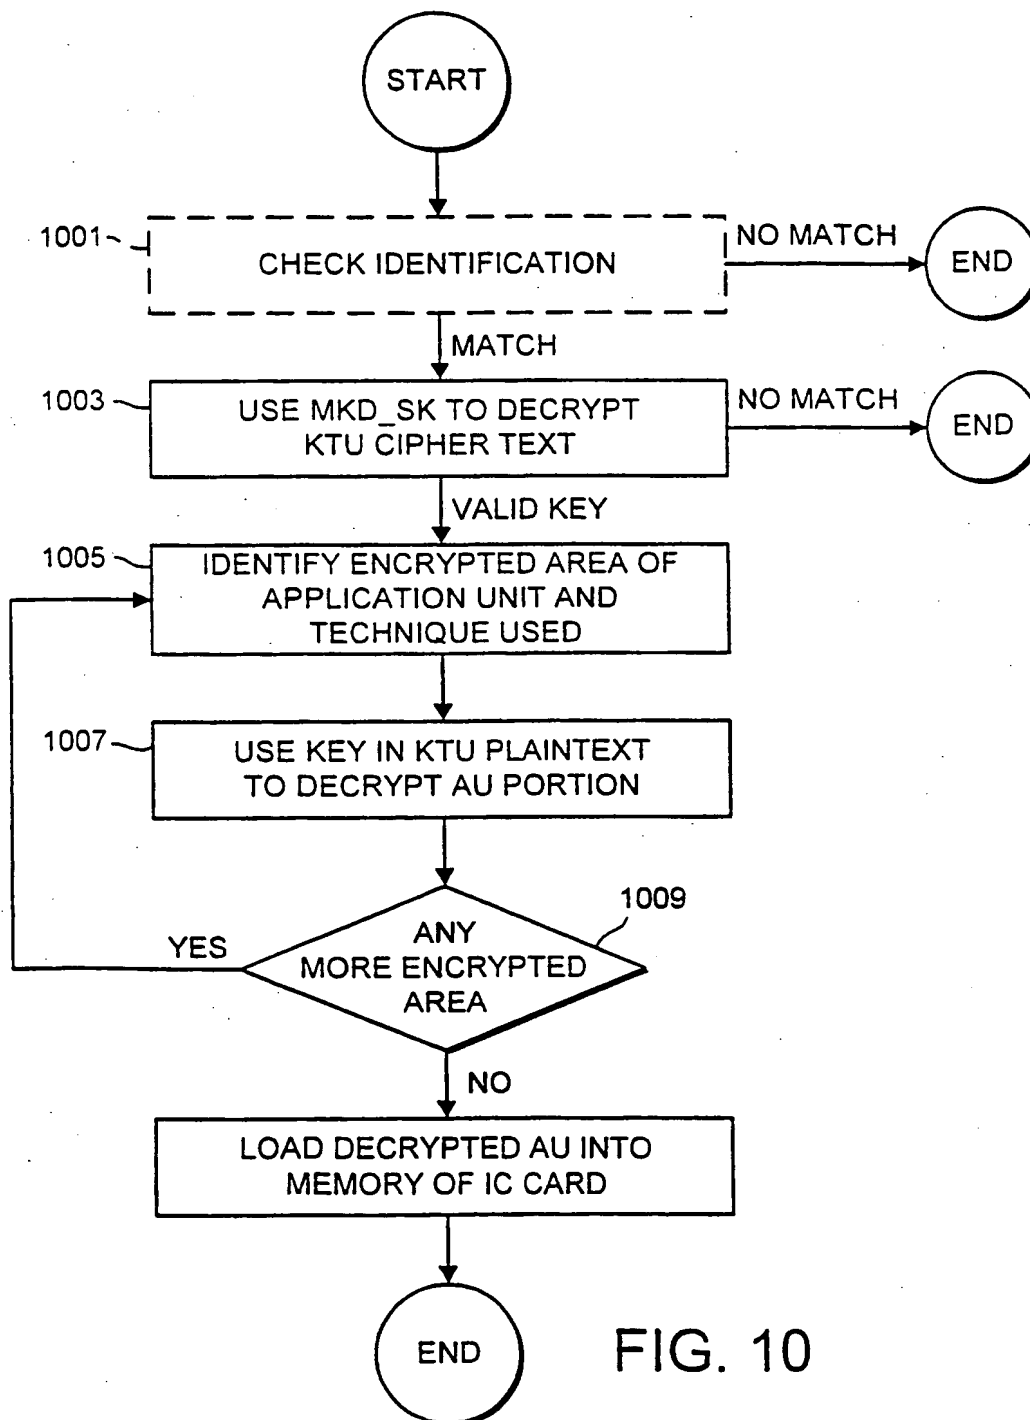 START
1001
CHECK IDENTIFICATION
NO MATCH
END
MATCH
1003
USE MKD_SK TO DECRYPT
KTU CIPHER TEXT
NO MATCH
END
VALID KEY
1005
IDENTIFY ENCRYPTED AREA OF
APPLICATION UNIT AND
TECHNIQUE USED
1007
USE KEY IN KTU PLAINTEXT
TO DECRYPT AU PORTION
1009
ANY
MORE ENCRYPTED
AREA
YES
NO
LOAD DECRYPTED AU INTO
MEMORY OF IC CARD
END
FIG. 10